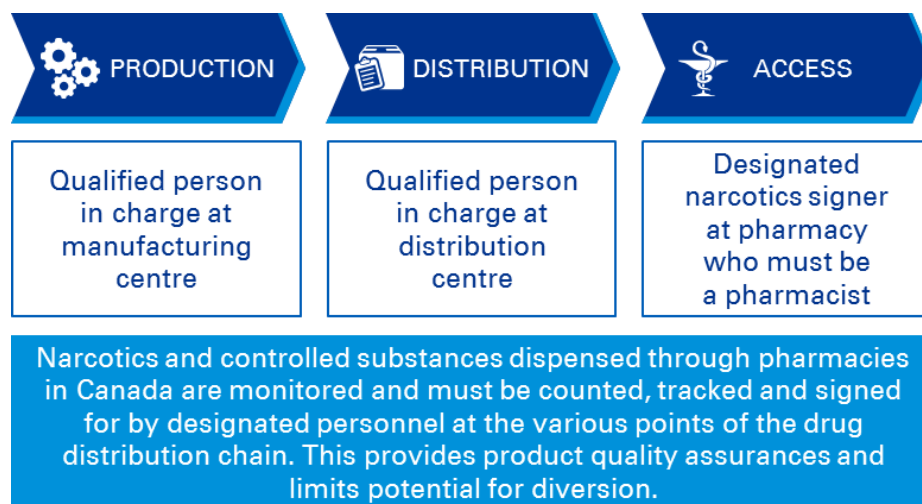 PRODUCTION
DISTRIBUTION
ACCESS
Qualified person
in charge at
manufacturing
centre
Qualified person
in charge at
distribution
centre
Designated
narcotics signer
at pharmacy
who must be
a pharmacist
Narcotics and controlled substances dispensed through pharmacies
in Canada are monitored and must be counted, tracked and signed
for by designated personnel at the various points of the drug
distribution chain. This provides product quality assurances and
limits potential for diversion.